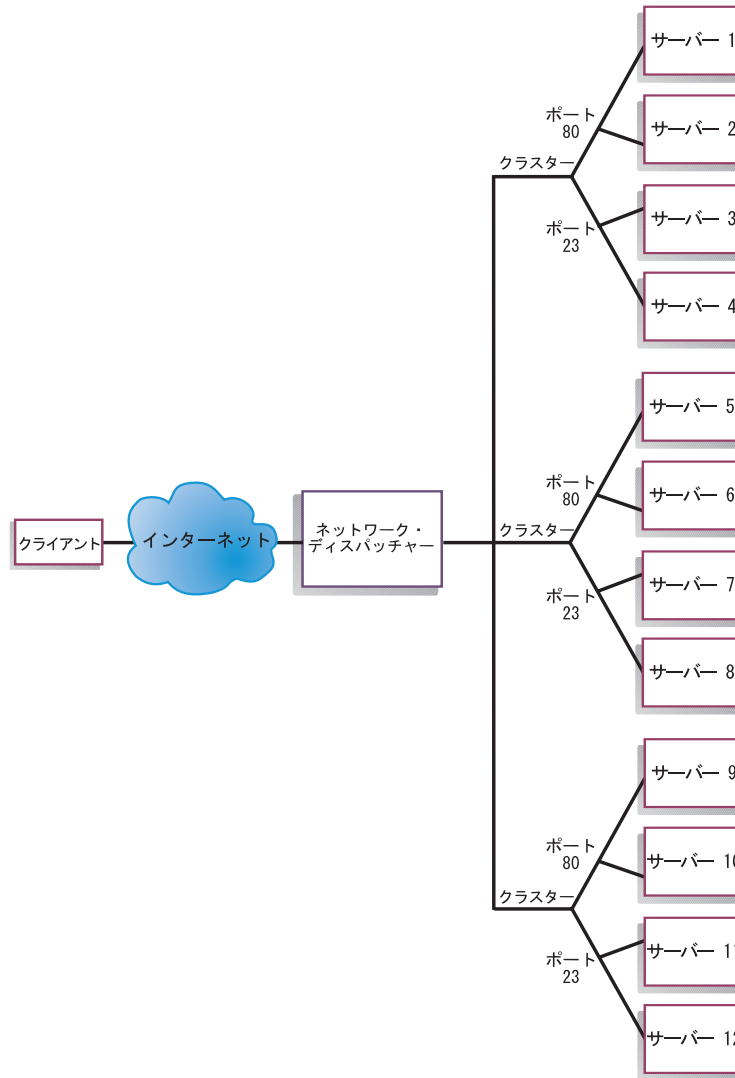 サーバー 1
ポート
80
サーバー 2
クラスター
サーバー 3
ポート
23
サーバー 4
サーバー 5
ポート
80
サーバー 6
クラスター
クライアント
インターネット
ネットワーク・
ディスパッチャー
サーバー 7
ポート
23
サーバー 8
サーバー 9
ポート
80
サーバー 10
クラスター
サーバー 11
ポート
23
サーバー 12